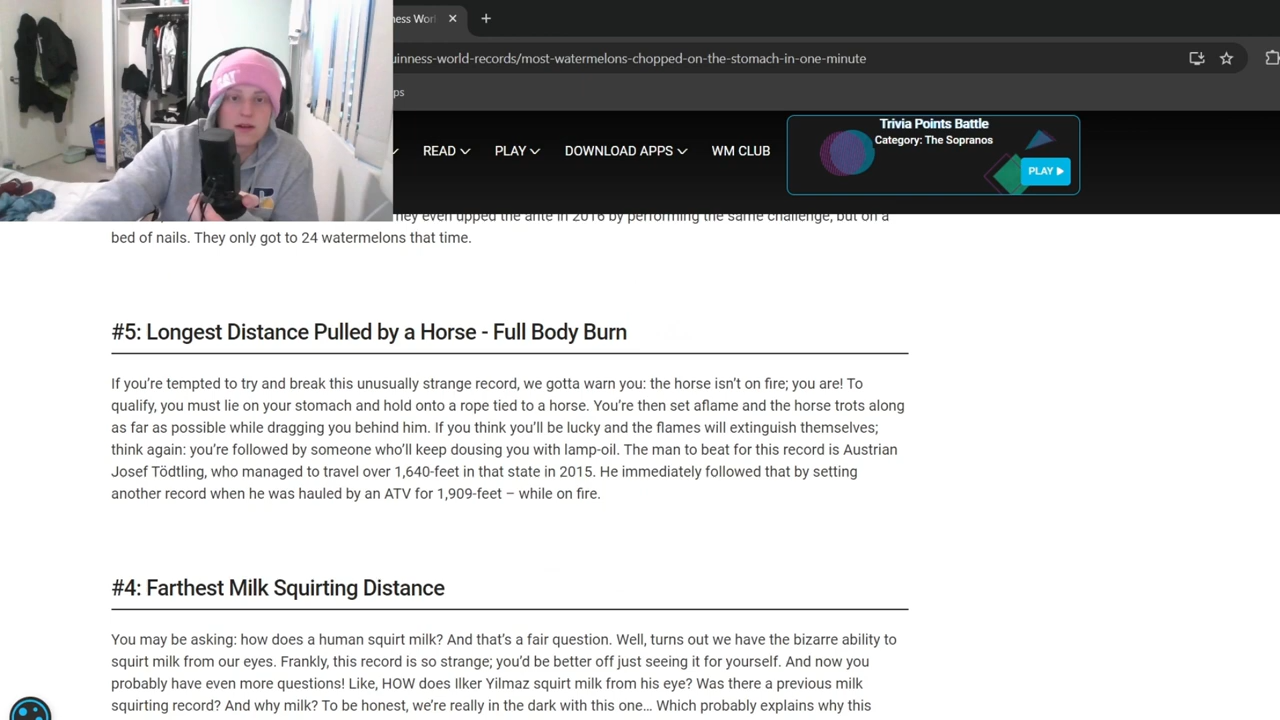 ness Worl
uinness-world-records/most-watermelons-chopped-on-the-stomach-in-one-minute
ps
READ
PLAY
DOWNLOAD APPS
WM CLUB
Trivia Points Battle
Category: The Sopranos
PLAY
hey even upped the ante in 2016 by performing the same challenge, but on a
bed of nails. They only got to 24 watermelons that time.
#5: Longest Distance Pulled by a Horse - Full Body Burn
If you’re tempted to try and break this unusually strange record, we gotta warn you: the horse isn’t on fire; you are! To
qualify, you must lie on your stomach and hold onto a rope tied to a horse. You’re then set aflame and the horse trots along
as far as possible while dragging you behind him. If you think you’ll be lucky and the flames will extinguish themselves;
think again: you’re followed by someone who’ll keep dousing you with lamp-oil. The man to beat for this record is Austrian
Josef Tödtling, who managed to travel over 1,640-feet in that state in 2015. He immediately followed that by setting
another record when he was hauled by an ATV for 1,909-feet – while on fire.
#4: Farthest Milk Squirting Distance
You may be asking: how does a human squirt milk? And that’s a fair question. Well, turns out we have the bizarre ability to
squirt milk from our eyes. Frankly, this record is so strange; you’d be better off just seeing it for yourself. And now you
probably have even more questions! Like, HOW does Ilker Yilmaz squirt milk from his eye? Was there a previous milk
squirting record? And why milk? To be honest, we’re really in the dark with this one… Which probably explains why this